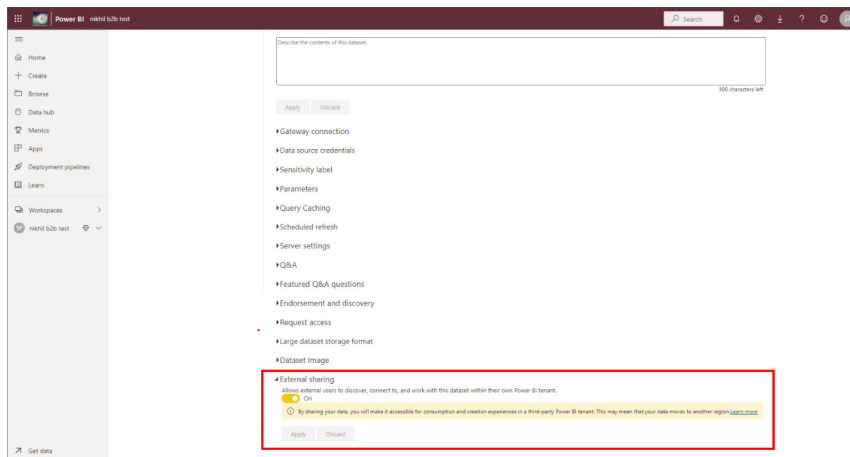 Power BI nikhil b2b test
Search
Home
Create
Browse
Data hub
Metrics
Apps
Deployment pipelines
Learn
Workspaces
nikhil b2b test
Get data
Describe the contents of this dataset.
500 characters left
Apply Discard
Gateway connection
Data source credentials
Sensitivity label
Parameters
Query Caching
Scheduled refresh
Server settings
Q&A
Featured Q&A questions
Endorsement and discovery
Request access
Large dataset storage format
Dataset Image
External sharing
Allows external users to discover, connect to, and work with this dataset within their own Power BI tenant.
On
By sharing your data, you will make it accessible for consumption and creation experiences in a third-party Power BI tenant. This may mean that your data moves to another region Learn more
Apply Discard